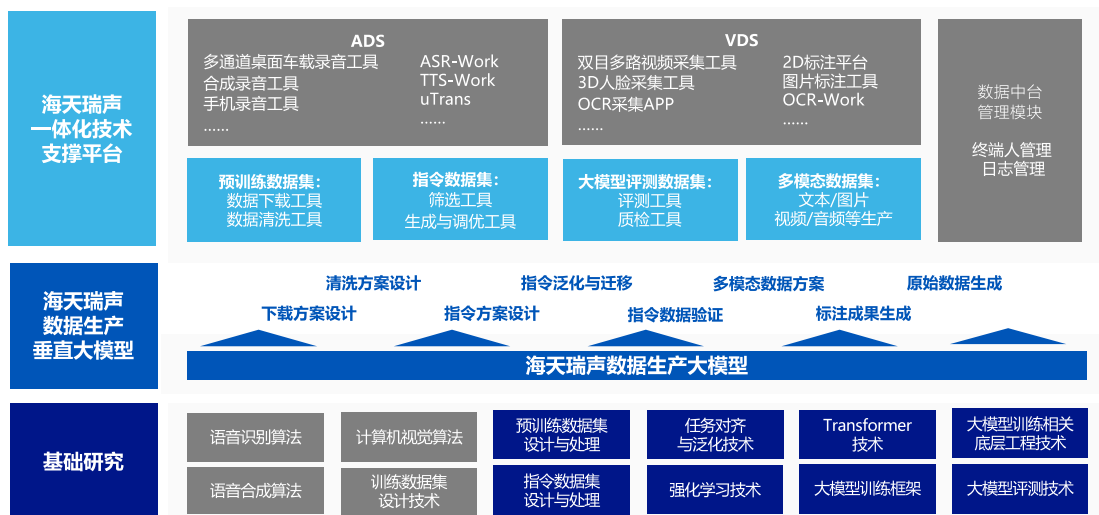 海天瑞声
一体化技术
支撑平台
ADS
多通道桌面车载录音工具
合成录音工具
手机录音工具
……
ASR-Work
TTS-Work
uTrans
……
VDS
双目多路视频采集工具
3D人脸采集工具
OCR采集APP
……
2D标注平台
图片标注工具
OCR-Work
……
数据中台
管理模块
终端人管理
日志管理
预训练数据集：
数据下载工具
数据清洗工具
指令数据集：
筛选工具
生成与调优工具
大模型评测数据集：
评测工具
质检工具
多模态数据集：
文本/图片
视频/音频等生产
海天瑞声
数据生产
垂直大模型
清洗方案设计
指令泛化与迁移
多模态数据方案
原始数据生成
下载方案设计
指令方案设计
指令数据验证
标注成果生成
海天瑞声数据生产大模型
基础研究
语音识别算法
计算机视觉算法
预训练数据集
设计与处理
任务对齐
与泛化技术
Transformer
技术
大模型训练相关
底层工程技术
语音合成算法
训练数据集
设计技术
指令数据集
设计与处理
强化学习技术
大模型训练框架
大模型评测技术